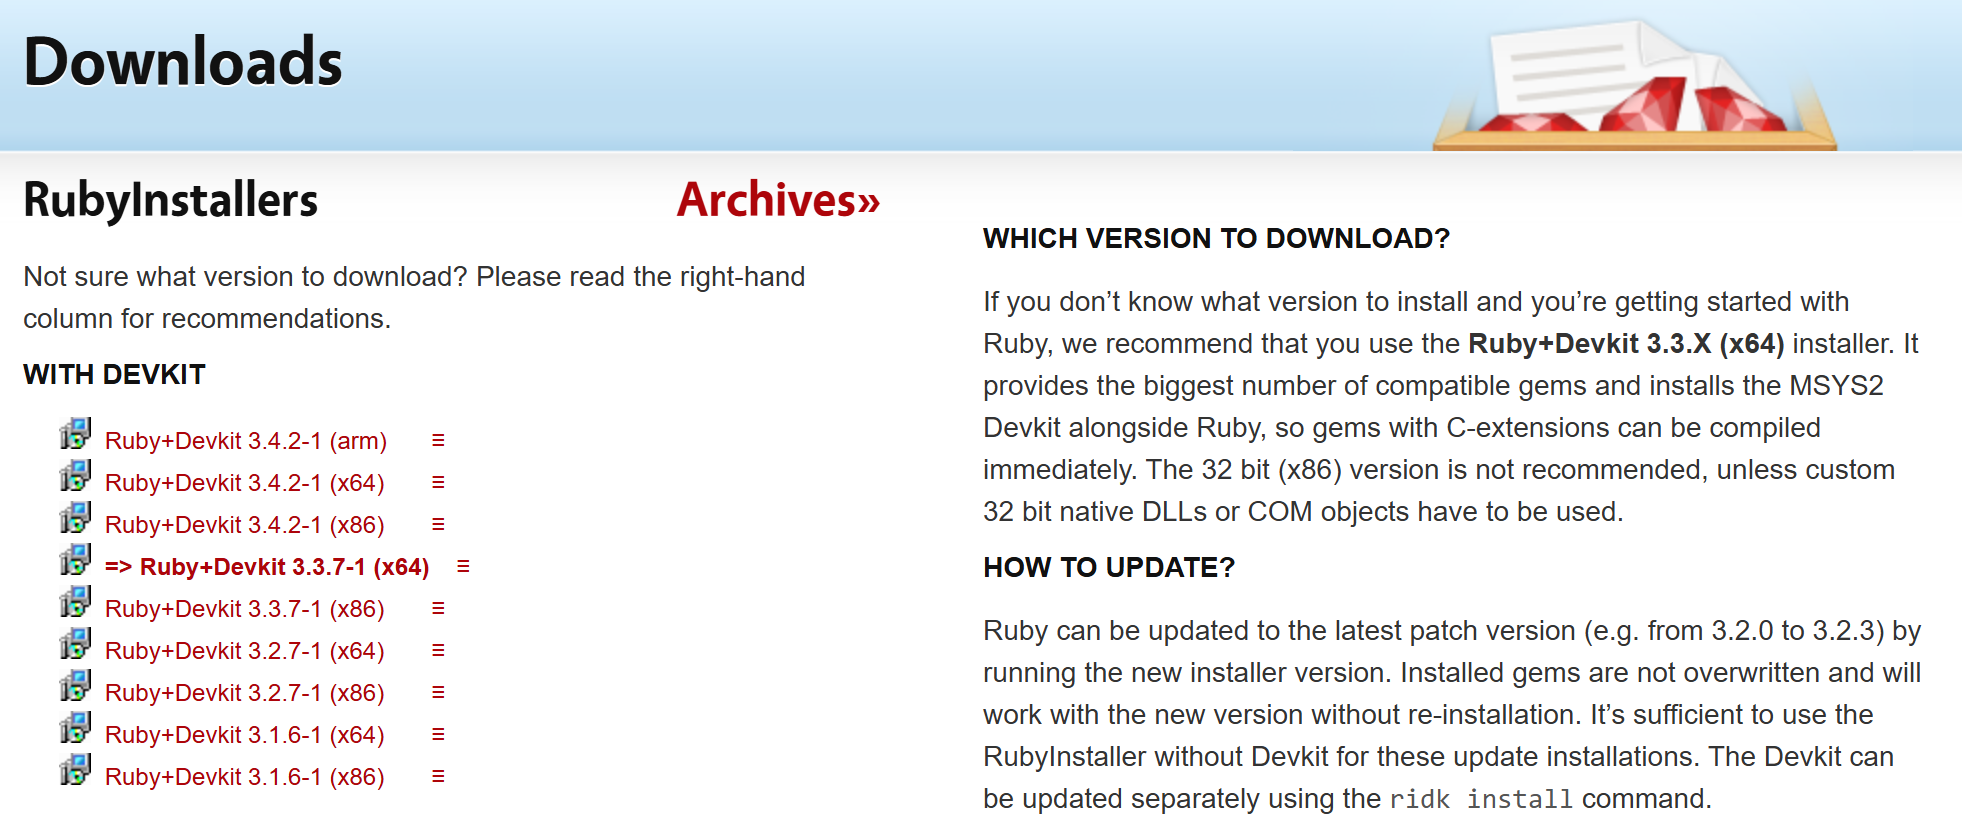 Downloads
RubyInstallers
Archives»
Not sure what version to download? Please read the right-hand
column for recommendations.
WITH DEVKIT
Ruby+Devkit 3.4.2-1 (arm) ≡
Ruby+Devkit 3.4.2-1 (x64) ≡
Ruby+Devkit 3.4.2-1 (x86) ≡
=> Ruby+Devkit 3.3.7-1 (x64) ≡
Ruby+Devkit 3.3.7-1 (x86) ≡
Ruby+Devkit 3.2.7-1 (x64) ≡
Ruby+Devkit 3.2.7-1 (x86) ≡
Ruby+Devkit 3.1.6-1 (x64) ≡
Ruby+Devkit 3.1.6-1 (x86) ≡
WHICH VERSION TO DOWNLOAD?
If you don’t know what version to install and you’re getting started with
Ruby, we recommend that you use the Ruby+Devkit 3.3.X (x64) installer. It
provides the biggest number of compatible gems and installs the MSYS2
Devkit alongside Ruby, so gems with C-extensions can be compiled
immediately. The 32 bit (x86) version is not recommended, unless custom
32 bit native DLLs or COM objects have to be used.
HOW TO UPDATE?
Ruby can be updated to the latest patch version (e.g. from 3.2.0 to 3.2.3) by
running the new installer version. Installed gems are not overwritten and will
work with the new version without re-installation. It’s sufficient to use the
RubyInstaller without Devkit for these update installations. The Devkit can
be updated separately using the ridk install command.